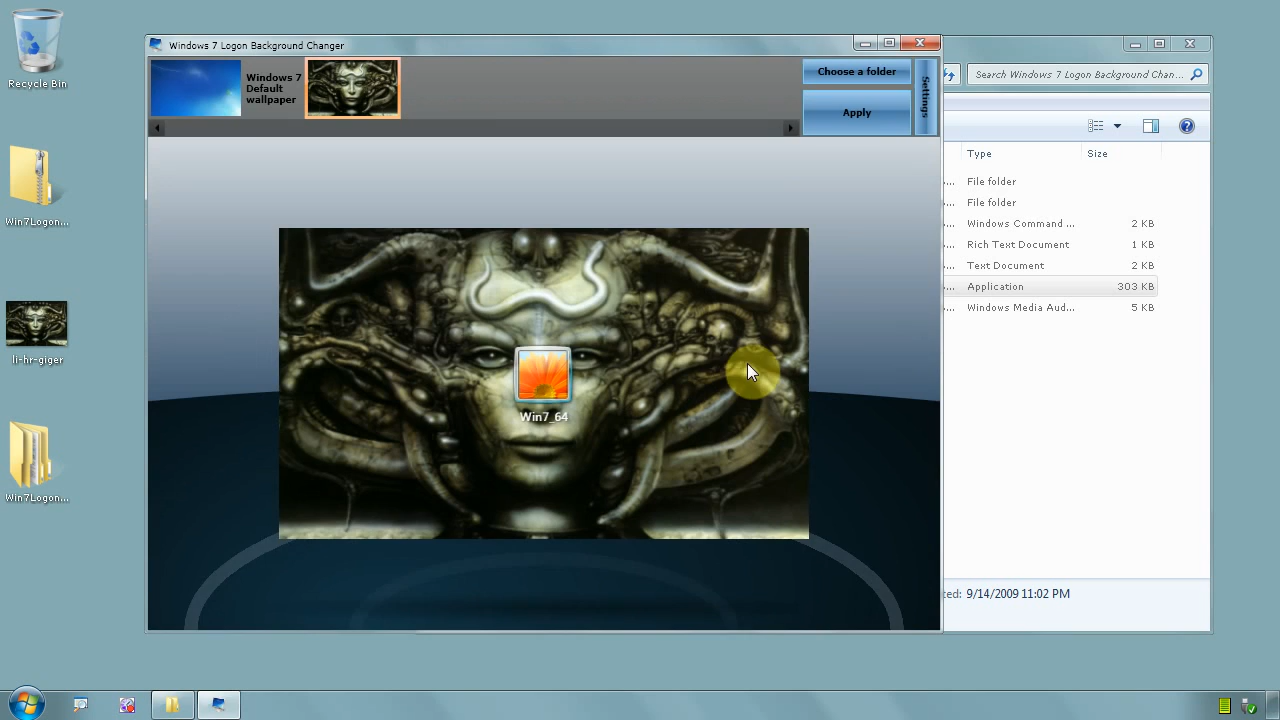 Recycle Bin
Win7Logon...
li-hr-giger
Win7Logon...
Windows 7 Logon Background Changer
Windows 7
Default
wallpaper
Choose a folder
Apply
Settings
Win7_64
Search Windows 7 Logon Background Chan...
Type
Size
File folder
File folder
Windows Command ...
2 KB
Rich Text Document
1 KB
Text Document
2 KB
Application
303 KB
Windows Media Aud...
5 KB
ted: 9/14/2009 11:02 PM